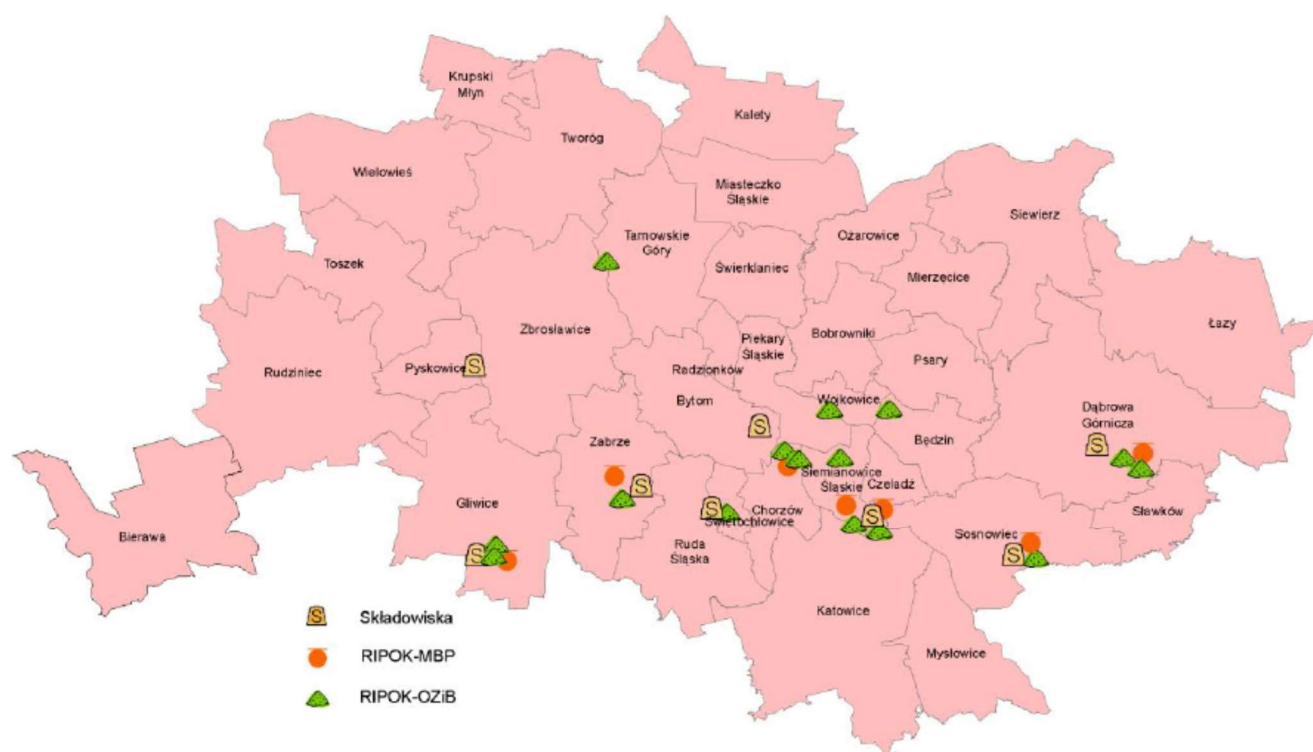 Krupski
Młyn
Kalety
Tworóg
Wielowieś
Miasteczko
Śląskie
Siewierz
Ożarowice
Tarnowskie
Góry
Toszek
Świerklaniec
Mierzęcice
Zbrosławice
Bobrowniki
Piekary
Śląskie
Łazy
Psary
Pyskowice
S
Radzionków
Rudziniec
Bytom
Wojkowice
Dąbrowa
Górnicza
S
S
Zabrze
Będzin
Siemianowice
Śląskie
Czeladź
S
Gliwice
S
Chorzów
Świętochłowice
S
Sławków
Bierawa
Sosnowiec
S
S
Ruda
Śląska
Katowice
Mysłowice
S Składowiska
RIPOK-MBP
RIPOK-OZiB